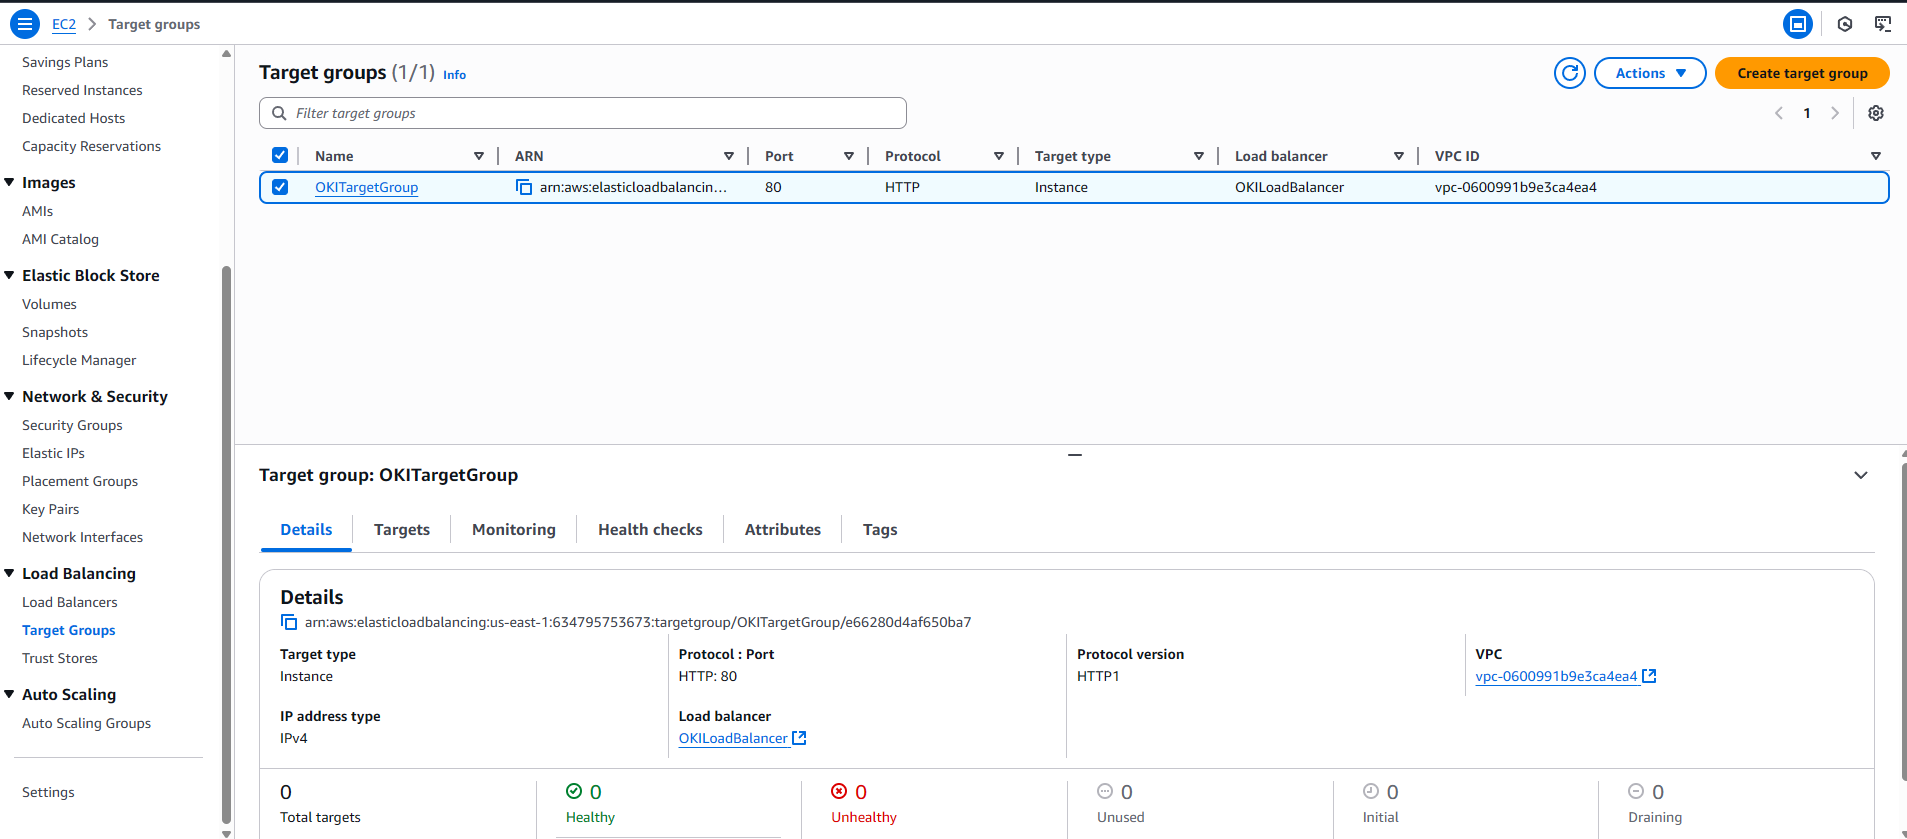 EC2 > Target groups
Savings Plans
Reserved Instances
Dedicated Hosts
Capacity Reservations
Images
AMIs
AMI Catalog
Elastic Block Store
Volumes
Snapshots
Lifecycle Manager
Network & Security
Security Groups
Elastic IPs
Placement Groups
Key Pairs
Network Interfaces
Load Balancing
Load Balancers
Target Groups
Trust Stores
Auto Scaling
Auto Scaling Groups
Settings
Target groups (1/1) Info
Actions
Create target group
Filter target groups
1
Name ARN Port Protocol Target type Load balancer VPC ID
OKITargetGroup arn:aws:elasticloadbalancin... 80 HTTP Instance OKILoadBalancer vpc-0600991b9e3ca4ea4
Target group: OKITargetGroup
Details Targets Monitoring Health checks Attributes Tags
Details
arn:aws:elasticloadbalancing:us-east-1:634795753673:targetgroup/OKITargetGroup/e66280d4af650ba7
Target type Protocol : Port Protocol version VPC
Instance HTTP: 80 HTTP1 vpc-0600991b9e3ca4ea4
IP address type Load balancer
IPv4 OKILoadBalancer
0 0 0 0 0 0
Total targets Healthy Unhealthy Unused Initial Draining